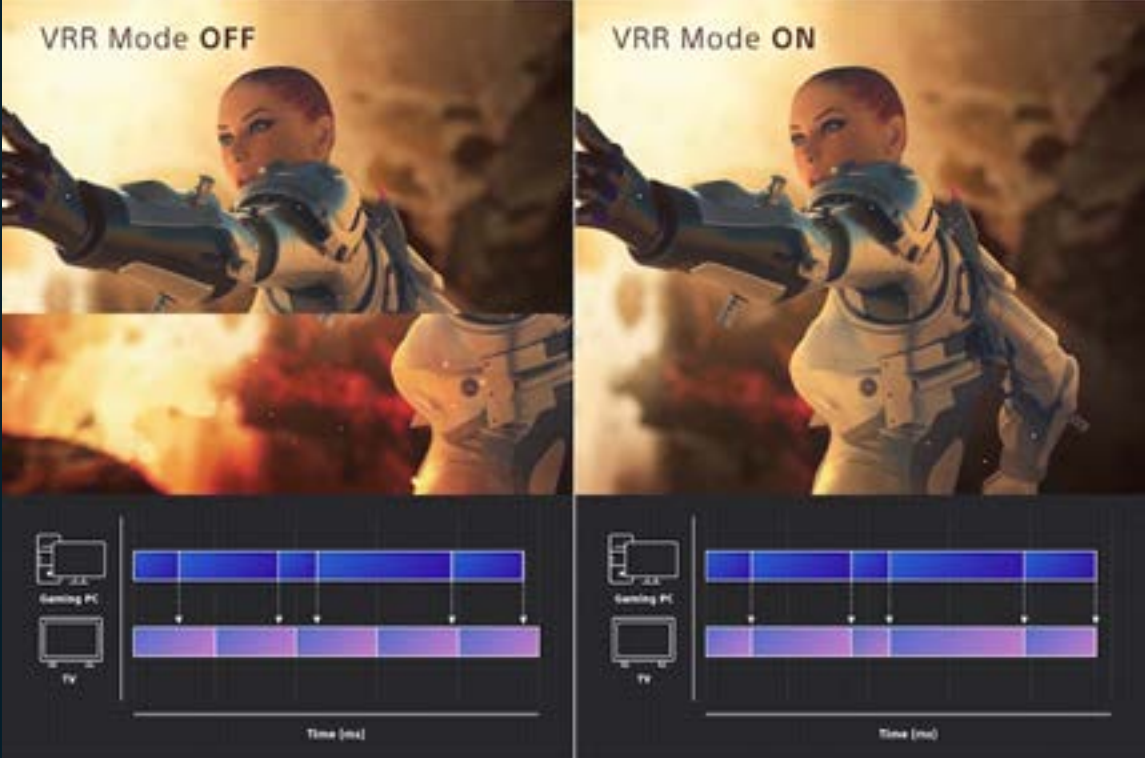 VRR Mode OFF
VRR Mode ON
Gaming PC
TV
Time (ms)
Gaming PC
TV
Time (ms)